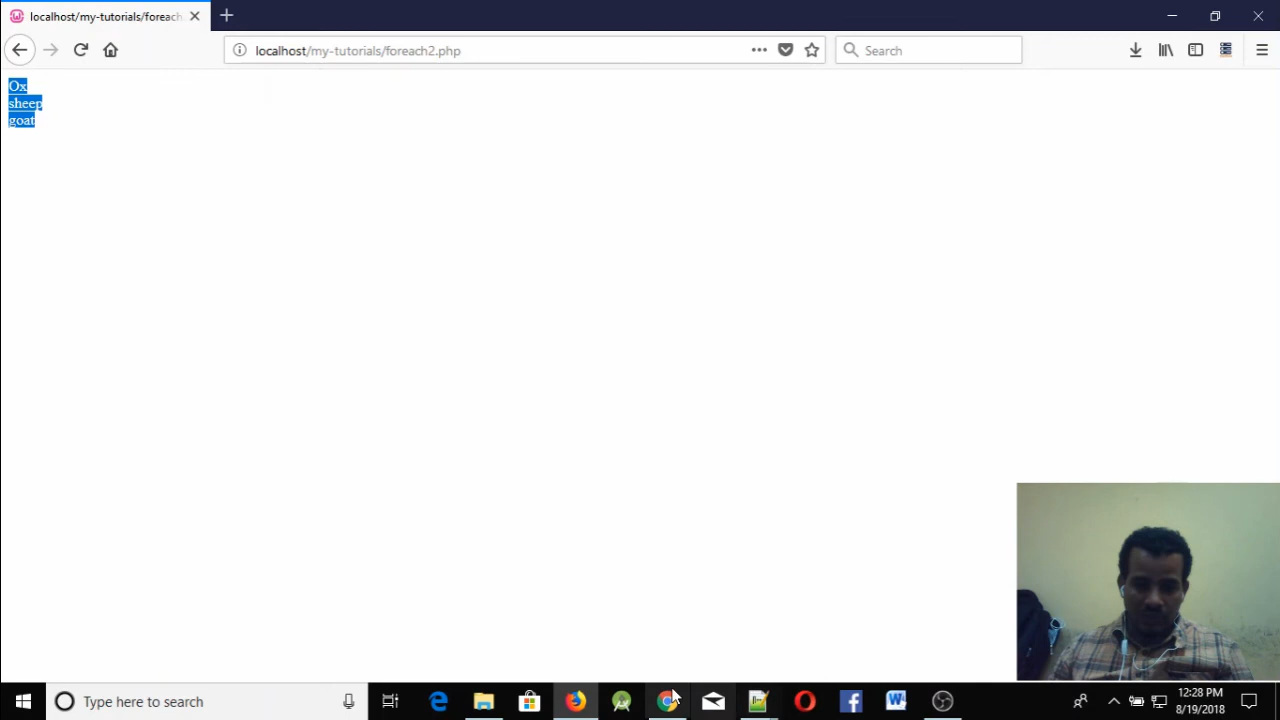 localhost/my-tutorials/foreach
localhost/my-tutorials/foreach2.php
Search
Ox
sheep
goat
Type here to search
12:28 PM
8/19/2018